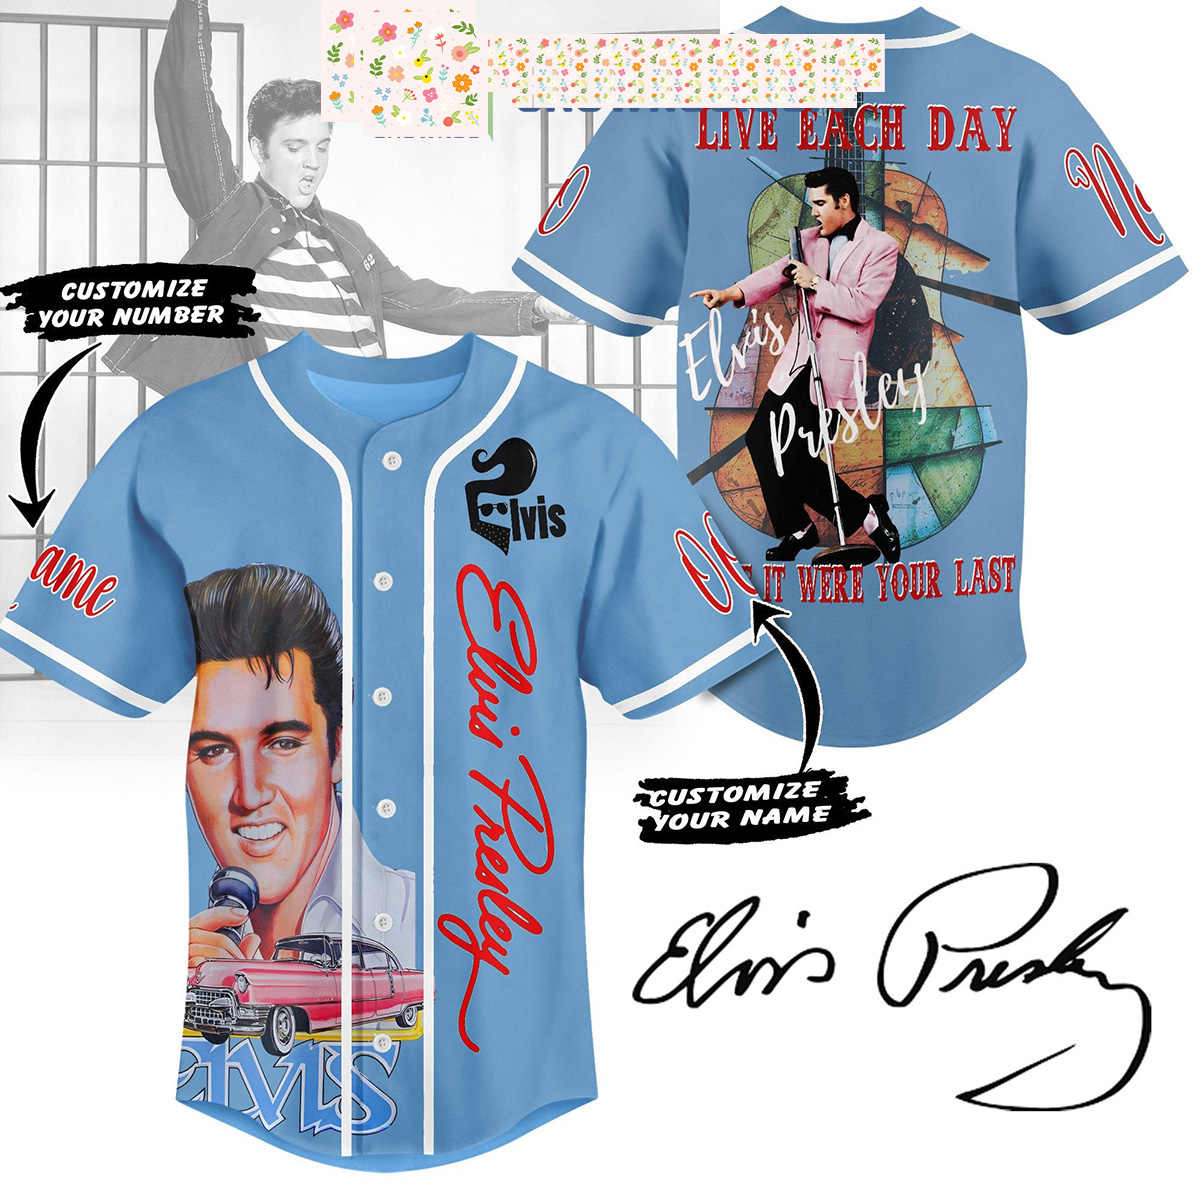 LIVE EACH DAY
62
CUSTOMIZE
YOUR NUMBER
Elvis
Presley
Elvis
ame
Elvis Presley
IT WERE YOUR LAST
CUSTOMIZE
YOUR NAME
Elvis Presley
ELVIS